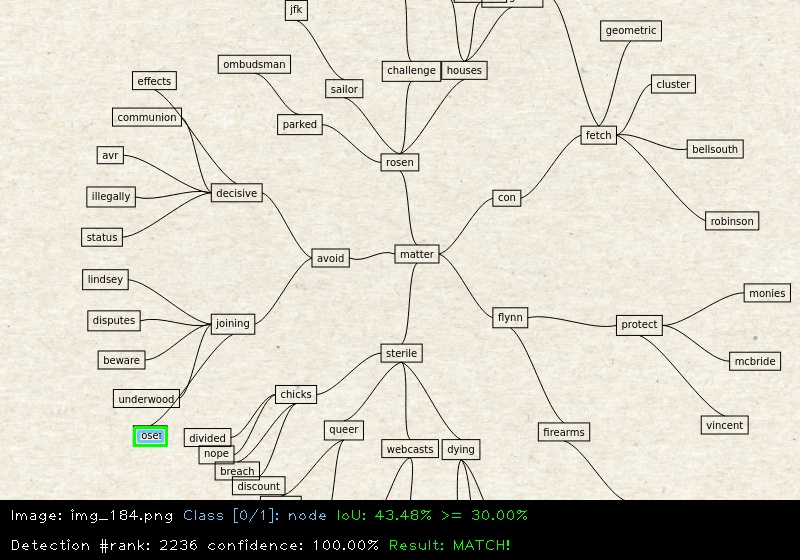 jfk
geometric
ombudsman
challenge
houses
effects
cluster
sailor
communion
parked
fetch
bellsouth
avr
rosen
decisive
illegally
con
robinson
status
avoid
matter
lindsey
monies
disputes
joining
flynn
protect
sterile
beware
mcbride
chicks
underwood
vincent
queer
firearms
divided
webcasts
dying
nope
breach
discount
Image: img_184.png Class [0/1]: node IoU: 43.48% >= 30.00%
Detection #rank: 2236 confidence: 100.00% Result: MATCH!